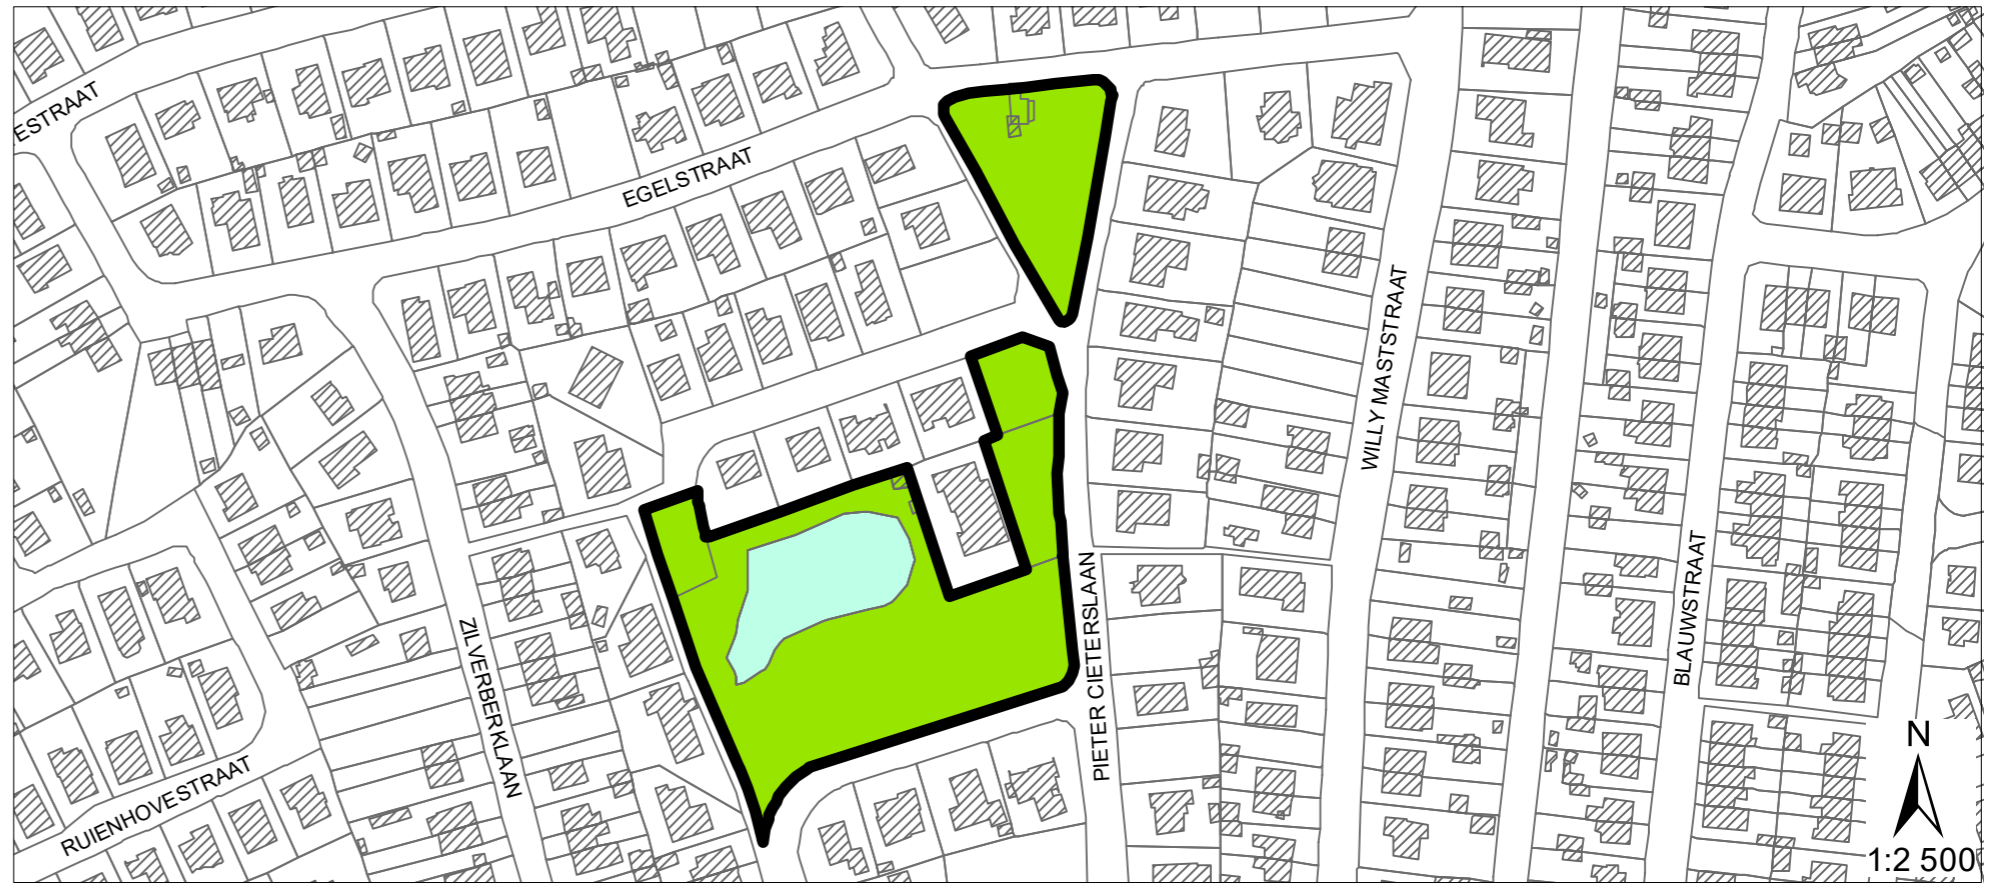 ESTRAAT
EGELSTRAAT
WILLY MASTSTRAAT
BLAUWSTRAAT
PIETER CIETERSLAAN
ZILVERBERKLAAN
RUIENHOVESTRAAT
N
1:2 500